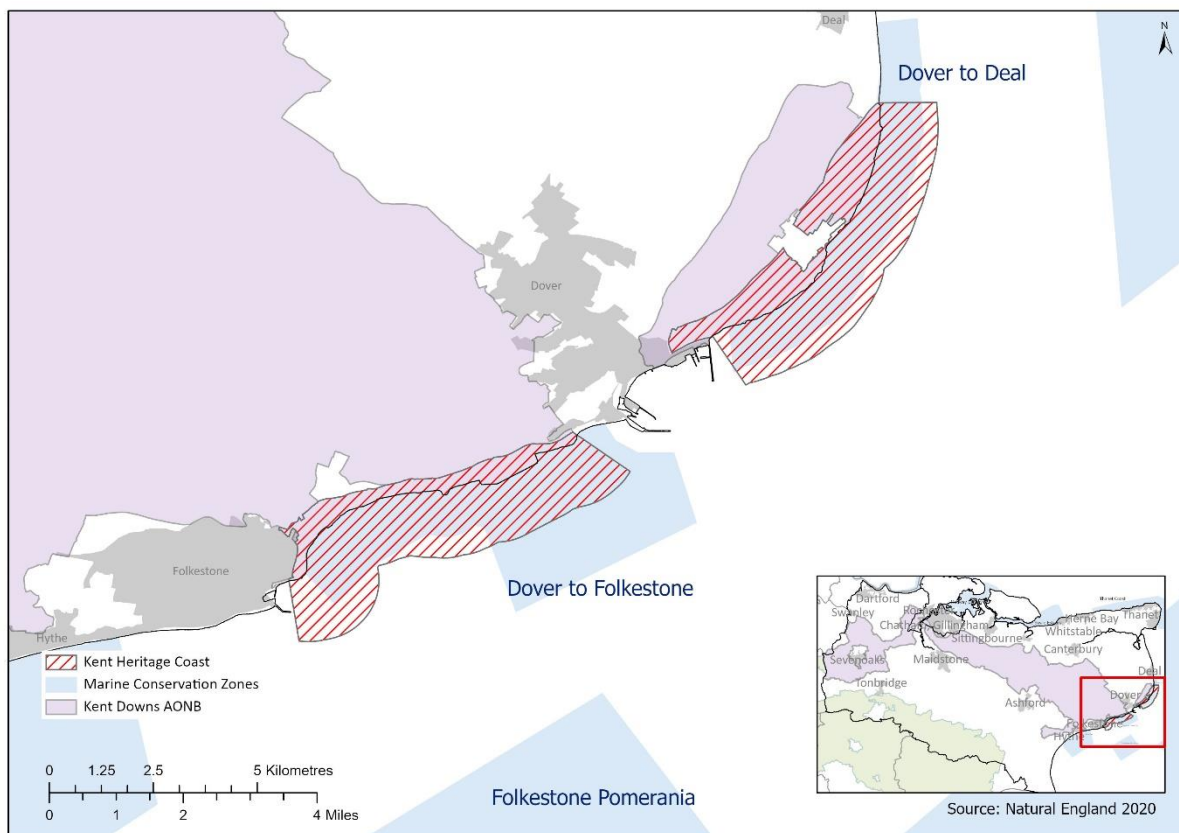 Deal
N
Dover to Deal
Dover
Folkestone
Dover to Folkestone
Hythe
Kent Heritage Coast
Marine Conservation Zones
Kent Downs AONB
0 1.25 2.5 5 Kilometres
0 1 2 4 Miles
Folkestone Pomerania
Dartford
Swanley
Gillingham
Sittingbourne
Herne Bay
Whitstable
Thanet
Canterbury
Sevenoaks
Maidstone
Tonbridge
Deal
Dover
Ashford
Folkestone
Hythe
Source: Natural England 2020